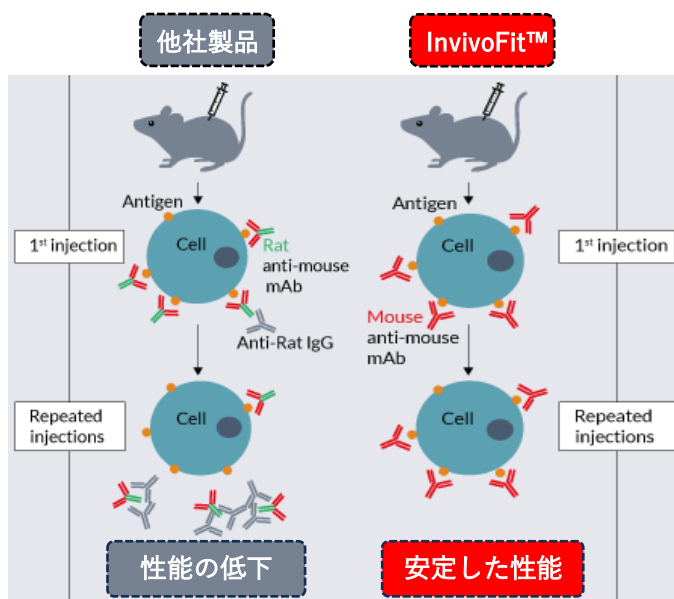 他社製品
InvivoFit™
Antigen
Cell
1st injection
Rat
anti-mouse
mAb
Anti-Rat IgG
Antigen
Cell
1st injection
Mouse
anti-mouse
mAb
Repeated
injections
Cell
Cell
Repeated
injections
性能の低下
安定した性能